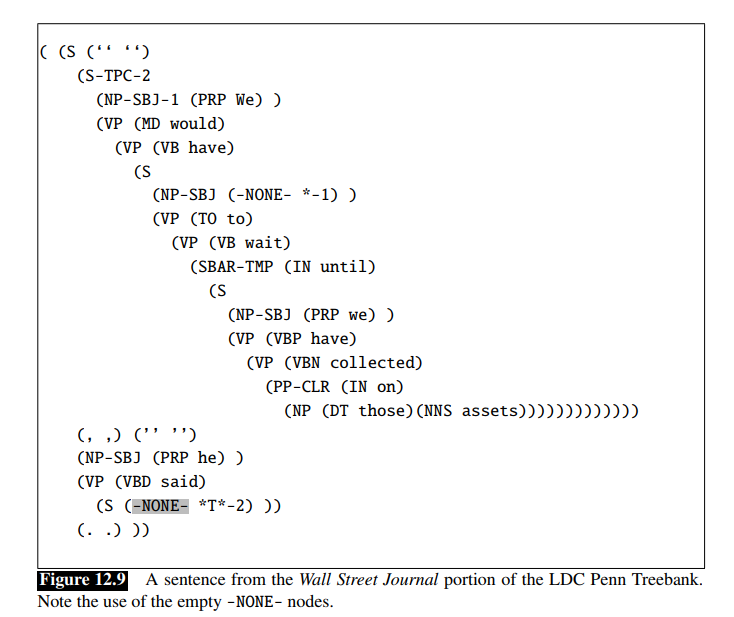 ( (S (‘‘ ‘‘)
(S-TPC-2
(NP-SBJ-1 (PRP We) )
(VP (MD would)
(VP (VB have)
(S
(NP-SBJ (-NONE- *-1) )
(VP (TO to)
(VP (VB wait)
(SBAR-TMP (IN until)
(S
(NP-SBJ (PRP we) )
(VP (VBP have)
(VP (VBN collected)
(PP-CLR (IN on)
(NP (DT those)(NNS assets)))))))))))))
(, ,) (’’ ’’)
(NP-SBJ (PRP he) )
(VP (VBD said)
(S (-NONE- *T*-2) ))
(. .) ))
Figure 12.9 A sentence from the Wall Street Journal portion of the LDC Penn Treebank.
Note the use of the empty -NONE- nodes.